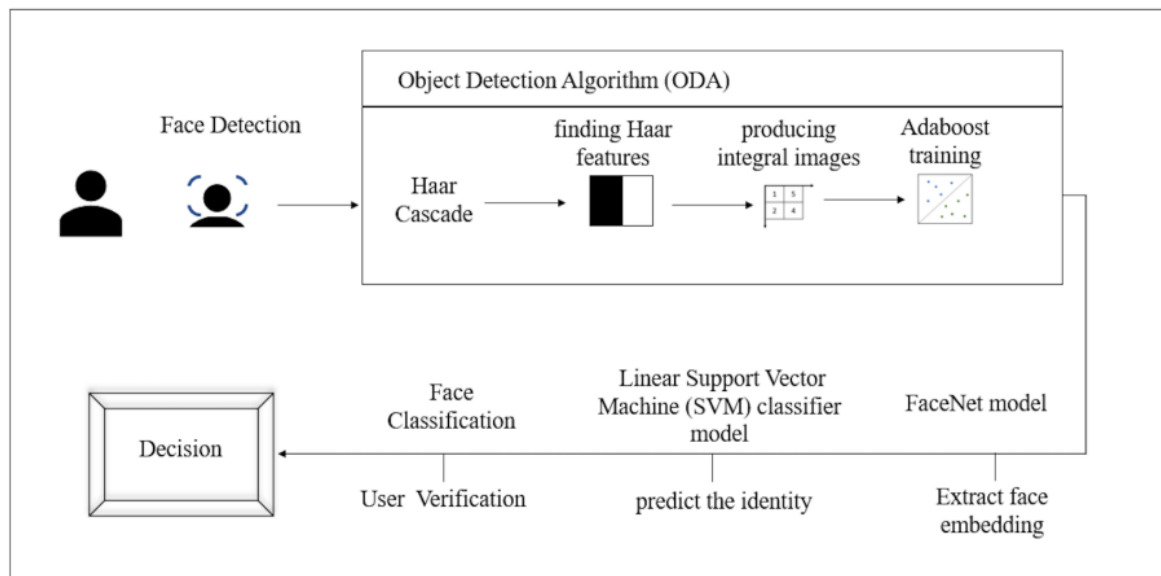 Object Detection Algorithm (ODA)
Face Detection
Haar
Cascade
finding Haar
features
producing
integral images
1 5
2 4
Adaboost
training
FaceNet model
Extract face
embedding
Linear Support Vector
Machine (SVM) classifier
model
predict the identity
Face
Classification
User Verification
Decision